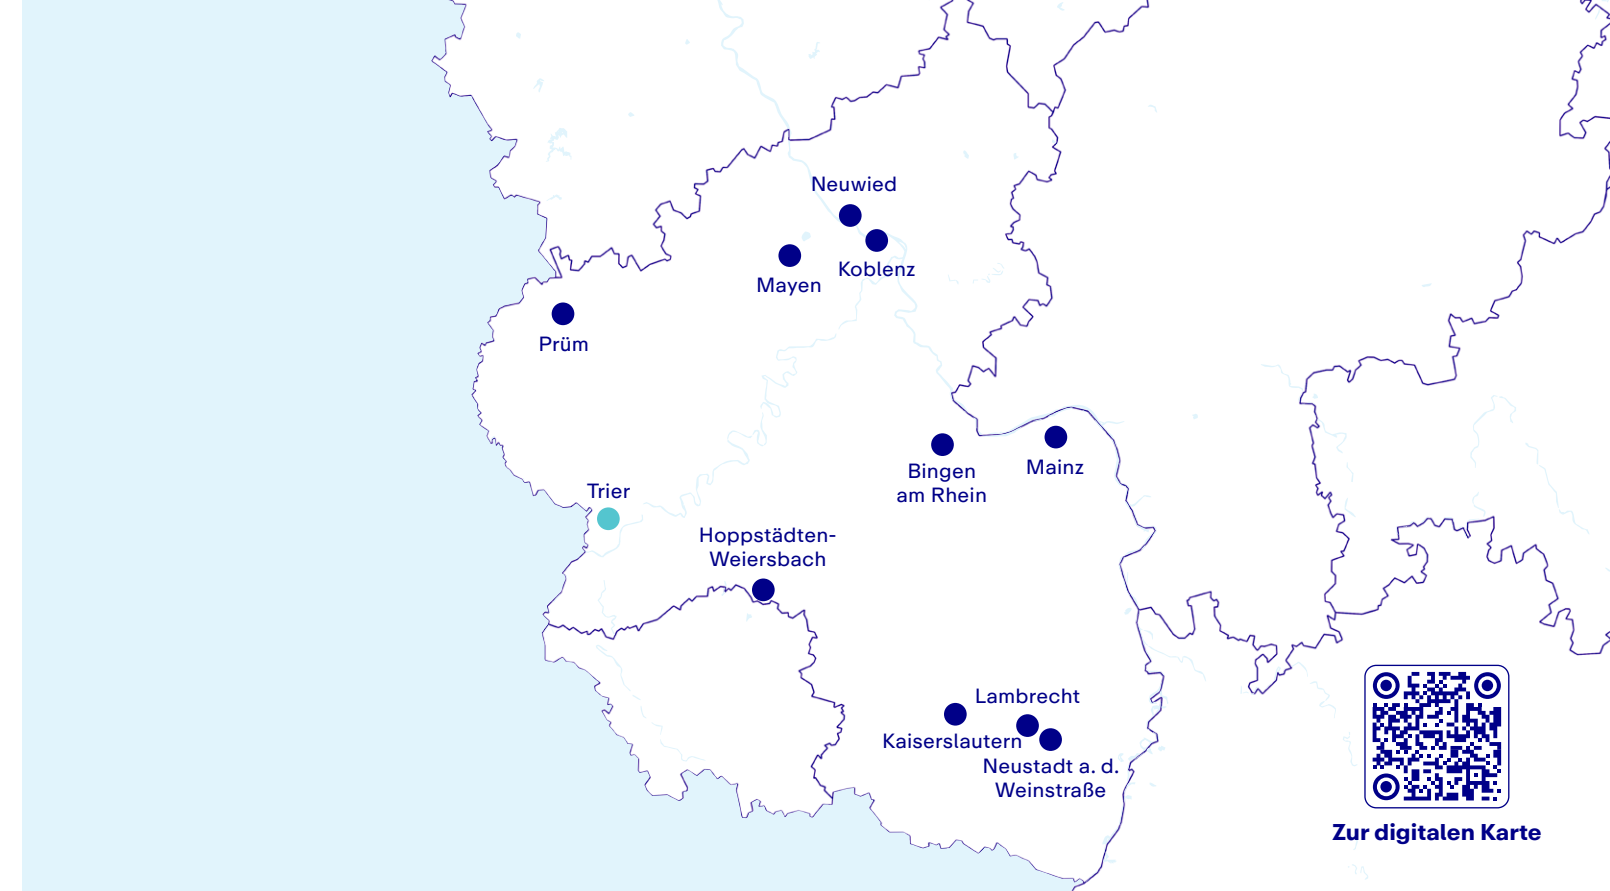 Neuwied
Koblenz
Mayen
Prüm
Bingen
am Rhein
Mainz
Trier
Hoppstädten-
Weiersbach
Lambrecht
Kaiserslautern
Neustadt a. d.
Weinstraße
Zur digitalen Karte